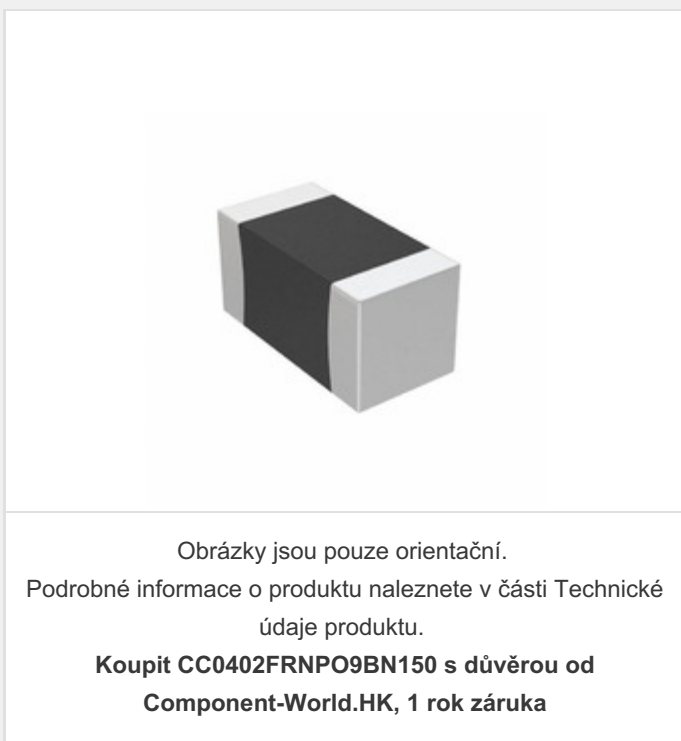 Obrázky jsou pouze orientační.
Podrobné informace o produktu naleznete v části Technické
údaje produktu.
Koupit CC0402FRNPO9BN150 s důvěrou od
Component-World.HK, 1 rok záruka